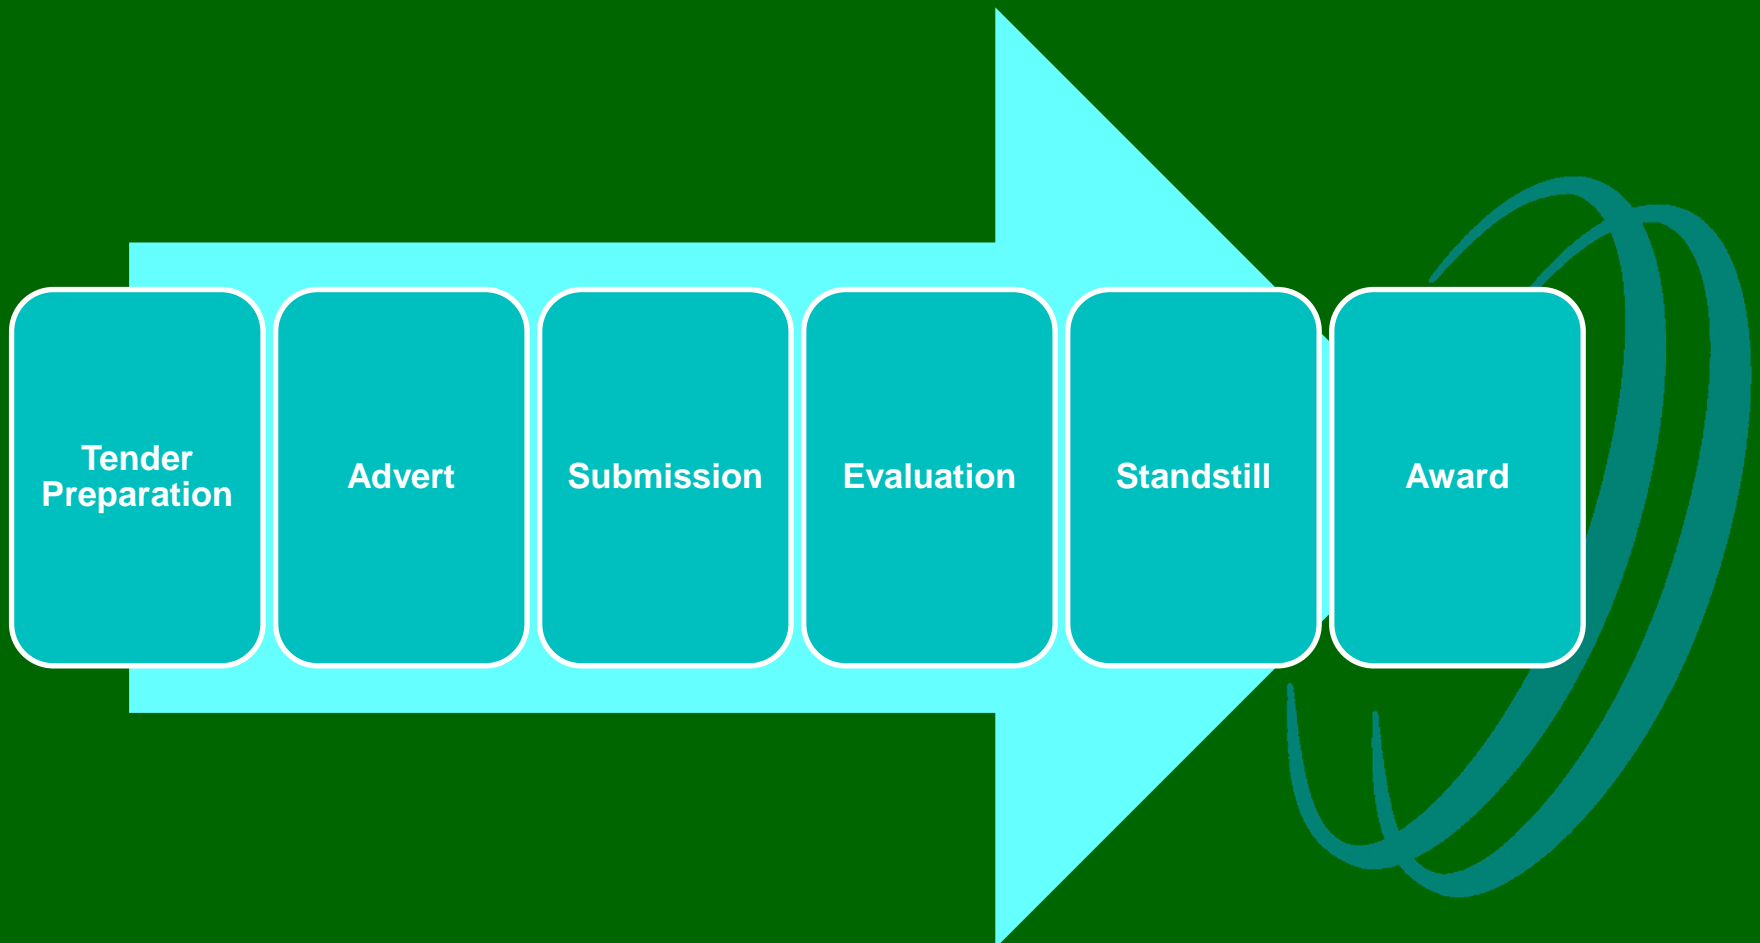 Tender
Preparation
Advert
Submission
Evaluation
Standstill
Award